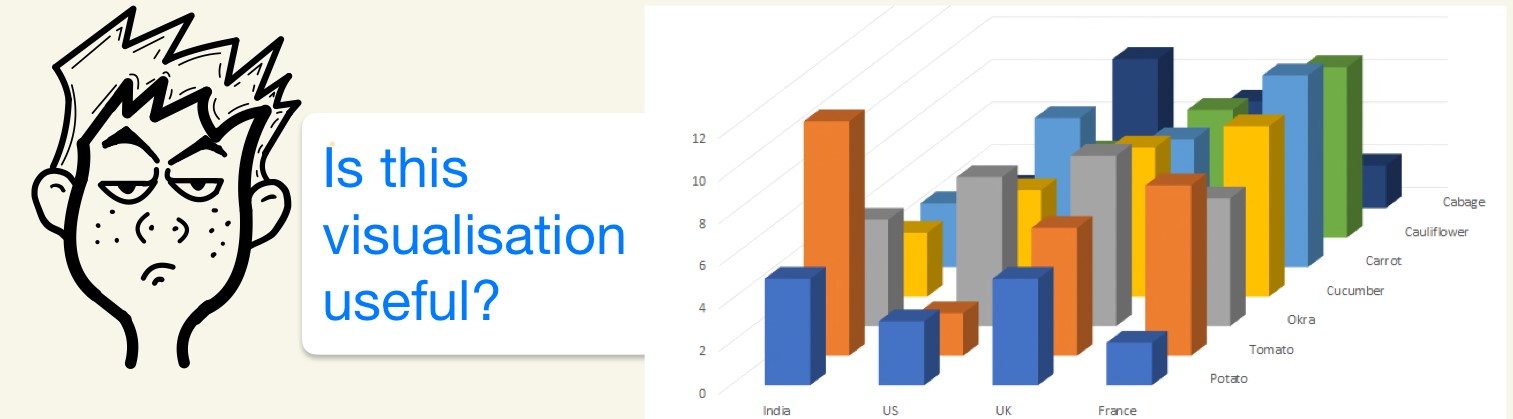 Is this
visualisation
useful?
12
10
8
6
4
2
0
Cabage
Cauliflower
Carrot
Cucumber
Okra
Tomato
Potato
India US UK France